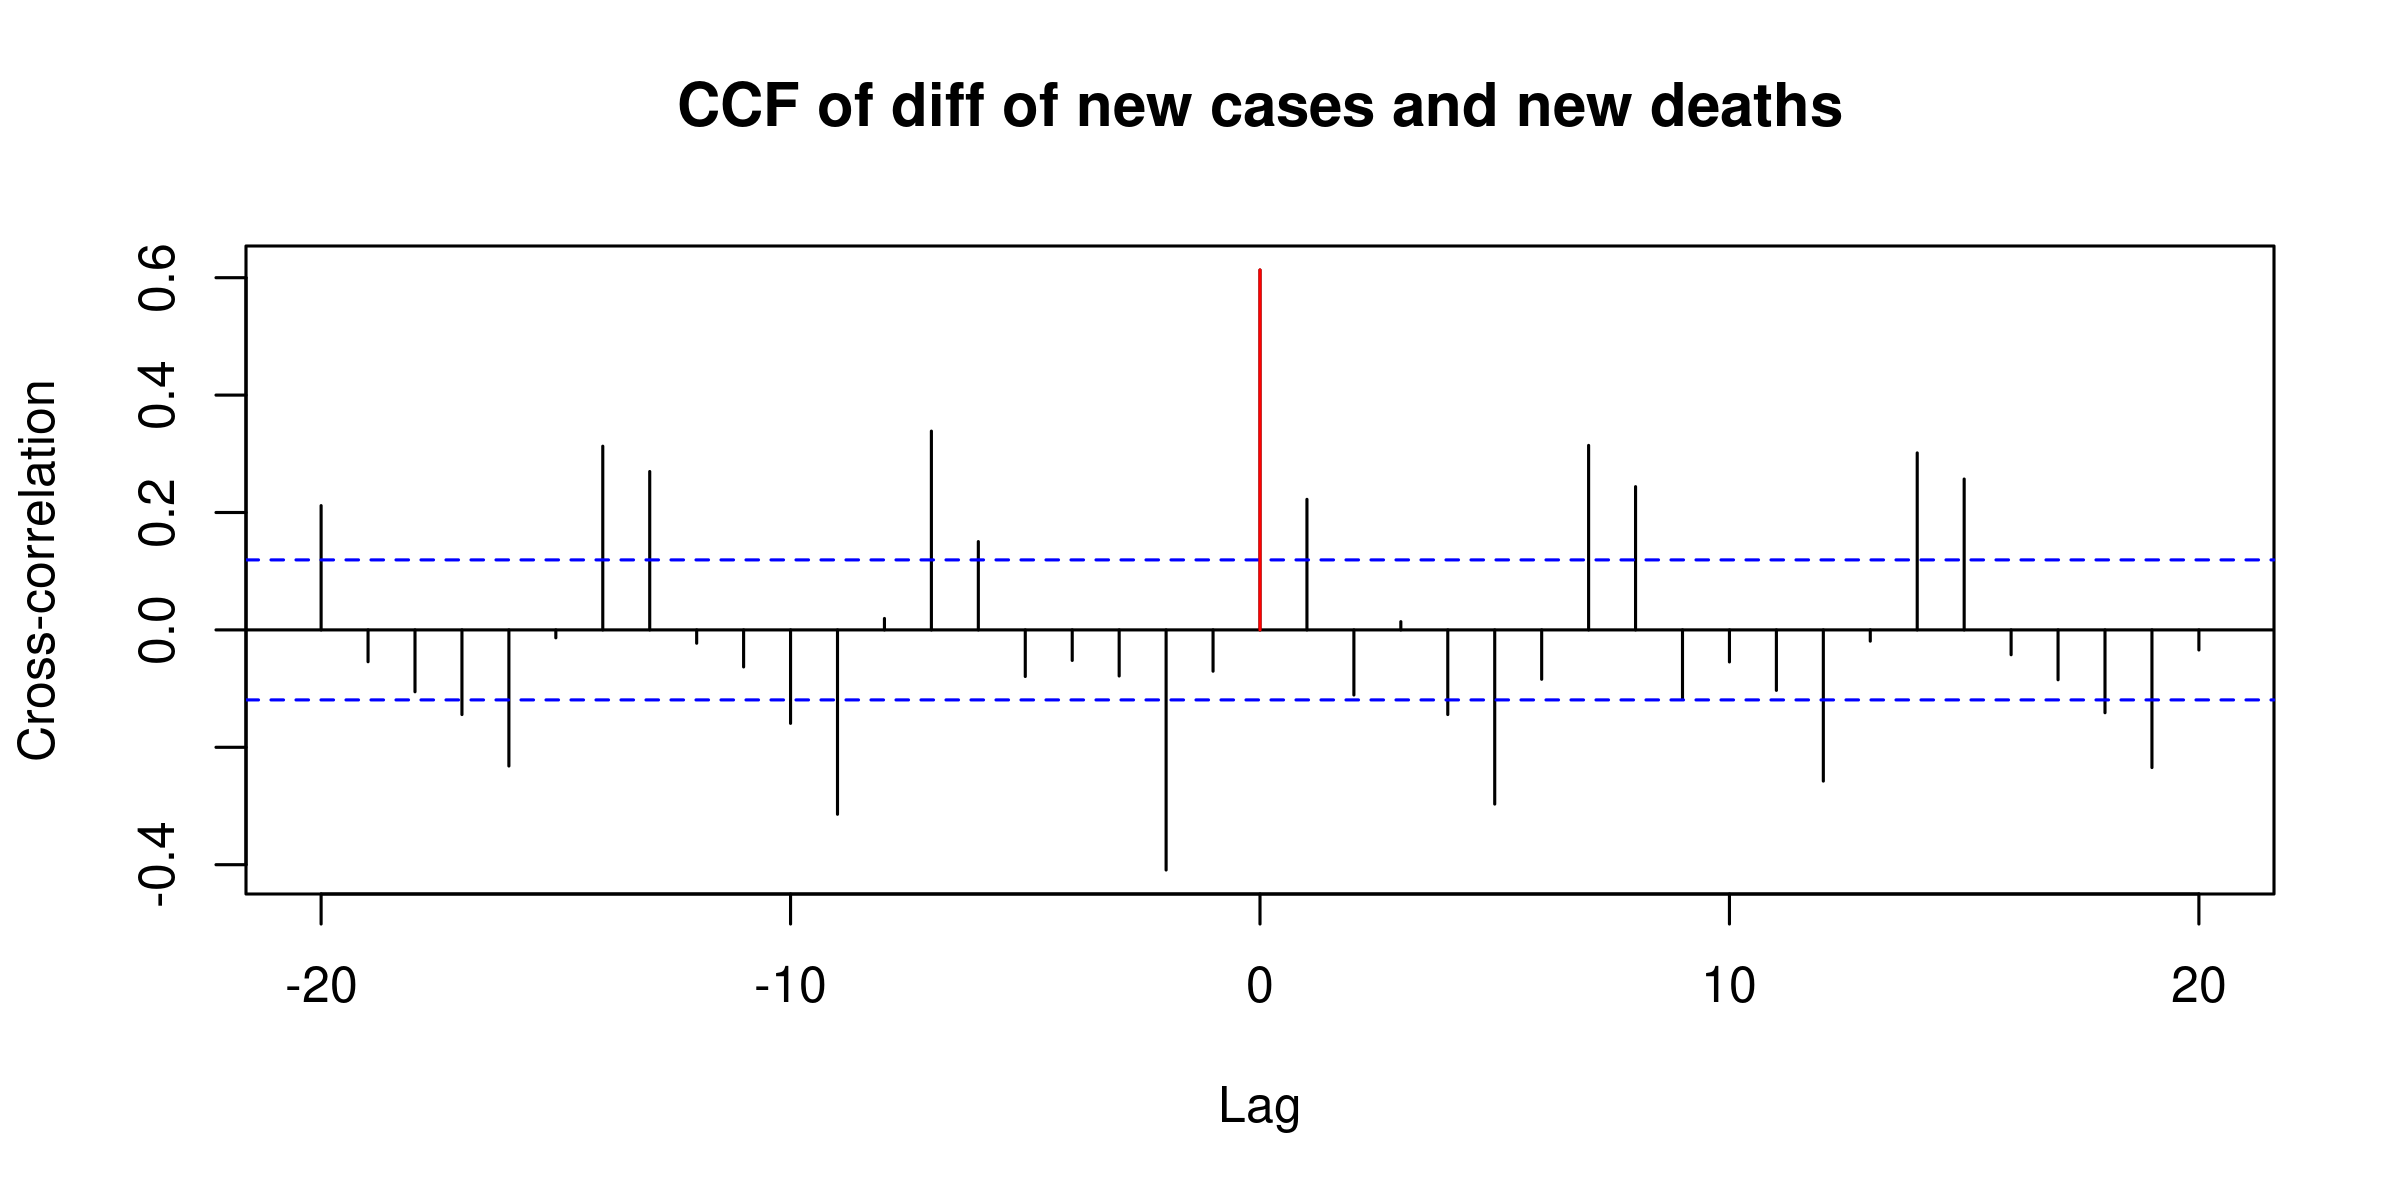 CCF of diff of new cases and new deaths
Cross-correlation
0.6
0.4
0.2
0.0
-0.4
-20 -10 0 10 20
Lag